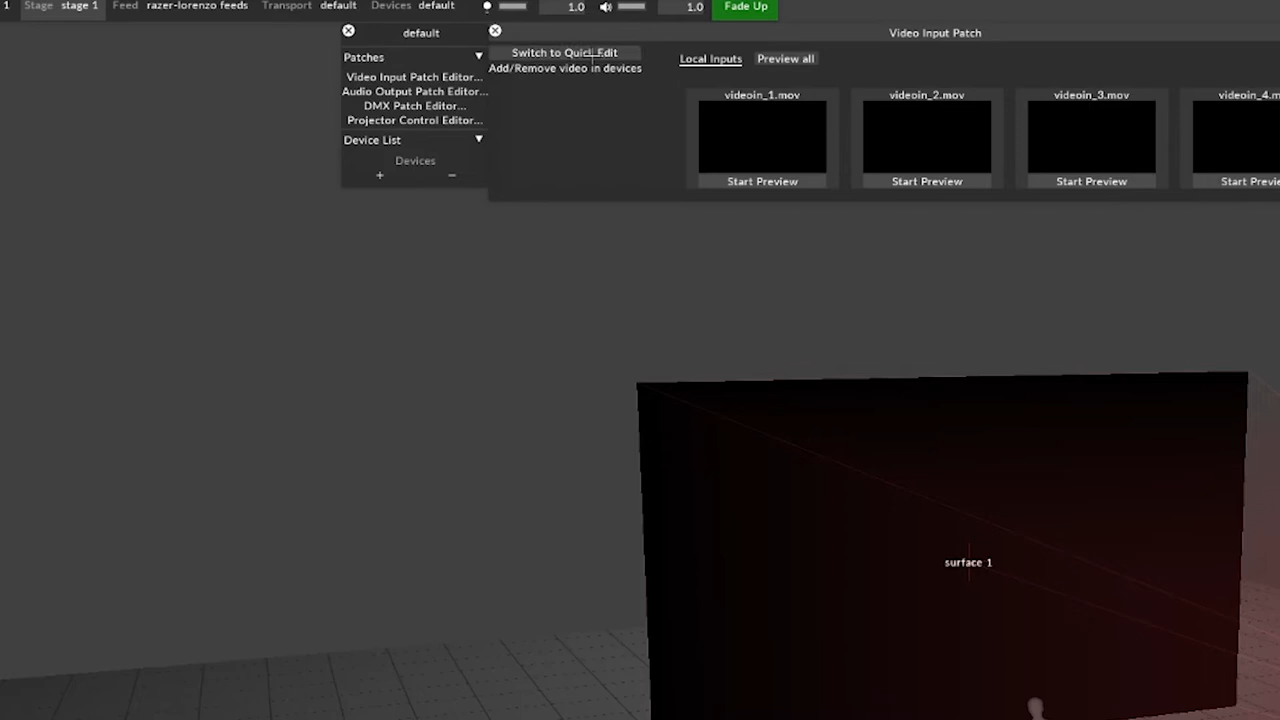 1 Stage stage 1 Feed razer-lorenzo feeds Transport default Devices default 1.0 1.0 Fade Up
default
Patches
Video Input Patch Editor...
Audio Output Patch Editor...
DMX Patch Editor...
Projector Control Editor...
Device List
Devices
+ −
Video Input Patch
Switch to Quick Edit
Add/Remove video in devices
Local Inputs Preview all
videoin_1.mov videoin_2.mov videoin_3.mov videoin_4.m
Start Preview Start Preview Start Preview Start Previe
surface 1